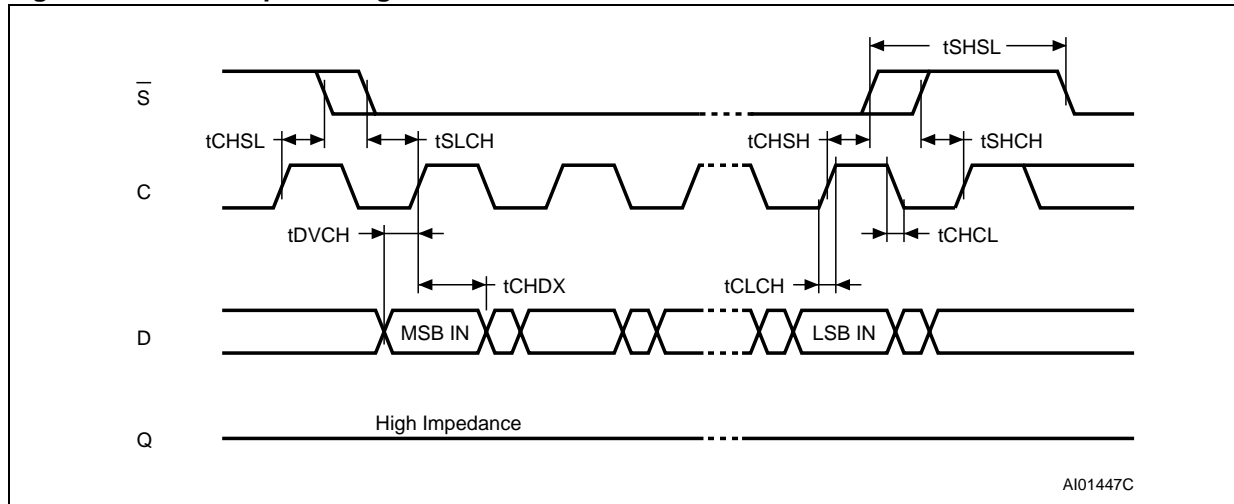 tSHSL
S
tCHSL
tSLCH
tCHSH
tSHCH
C
tDVCH
tCHCL
tCHDX
tCLCH
D
MSB IN
LSB IN
High Impedance
Q
AI01447C